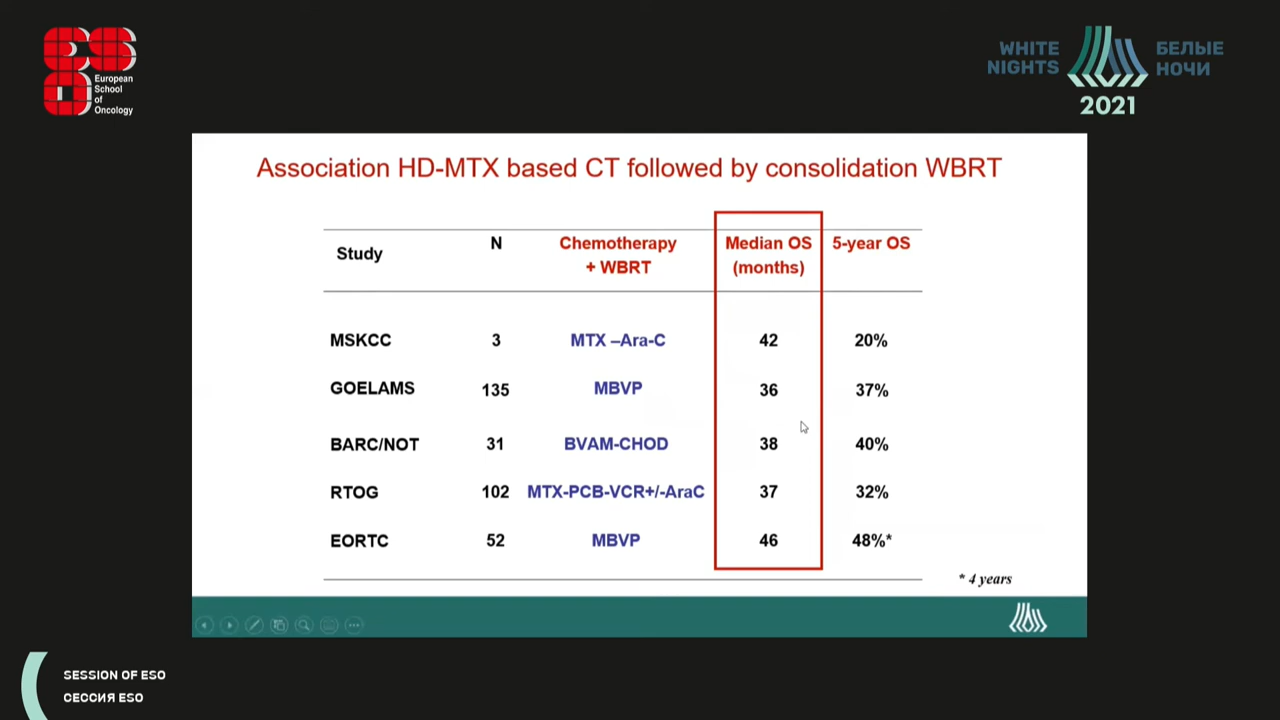 ESO
European
School
of
Oncology
WHITE
NIGHTS
БЕЛЫЕ
НОЧИ
2021
Association HD-MTX based CT followed by consolidation WBRT
Study N Chemotherapy + WBRT Median OS (months) 5-year OS
MSKCC 3 MTX –Ara-C 42 20%
GOELAMS 135 MBVP 36 37%
BARC/NOT 31 BVAM-CHOD 38 40%
RTOG 102 MTX-PCB-VCR+/-AraC 37 32%
EORTC 52 MBVP 46 48%*
* 4 years
SESSION OF ESO
СЕССИЯ ESO